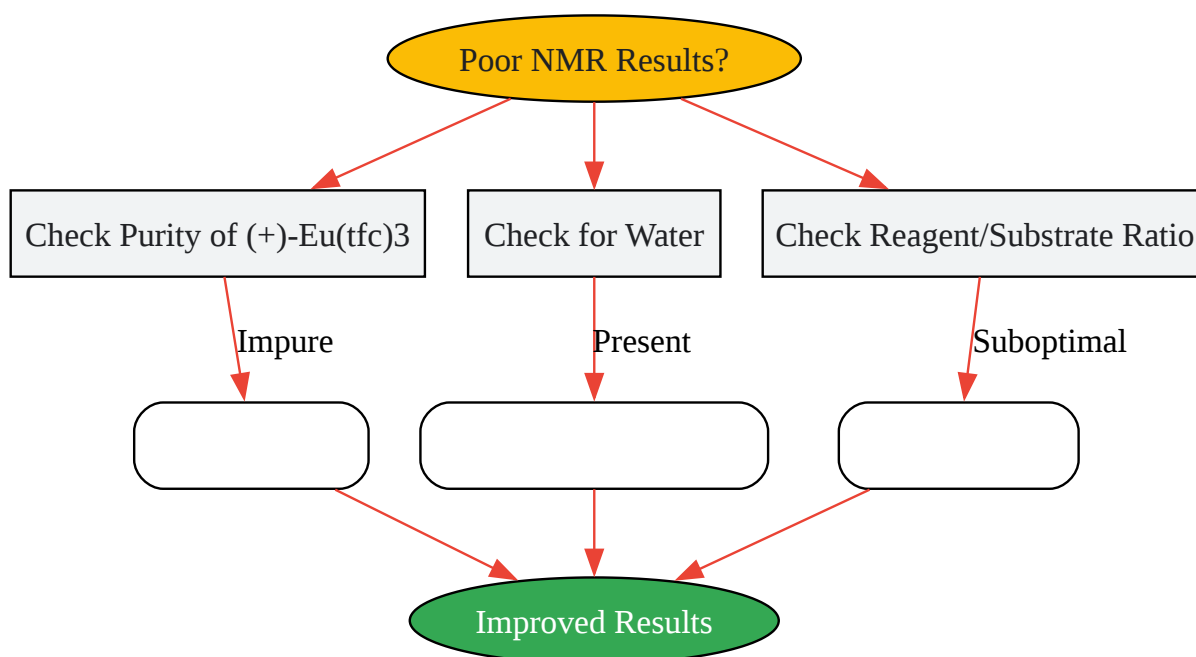 Poor NMR Results?
Check Purity of (+)-Eu(tfc)3
Check for Water
Check Reagent/Substrate Ratio
Impure
Present
Suboptimal
Improved Results